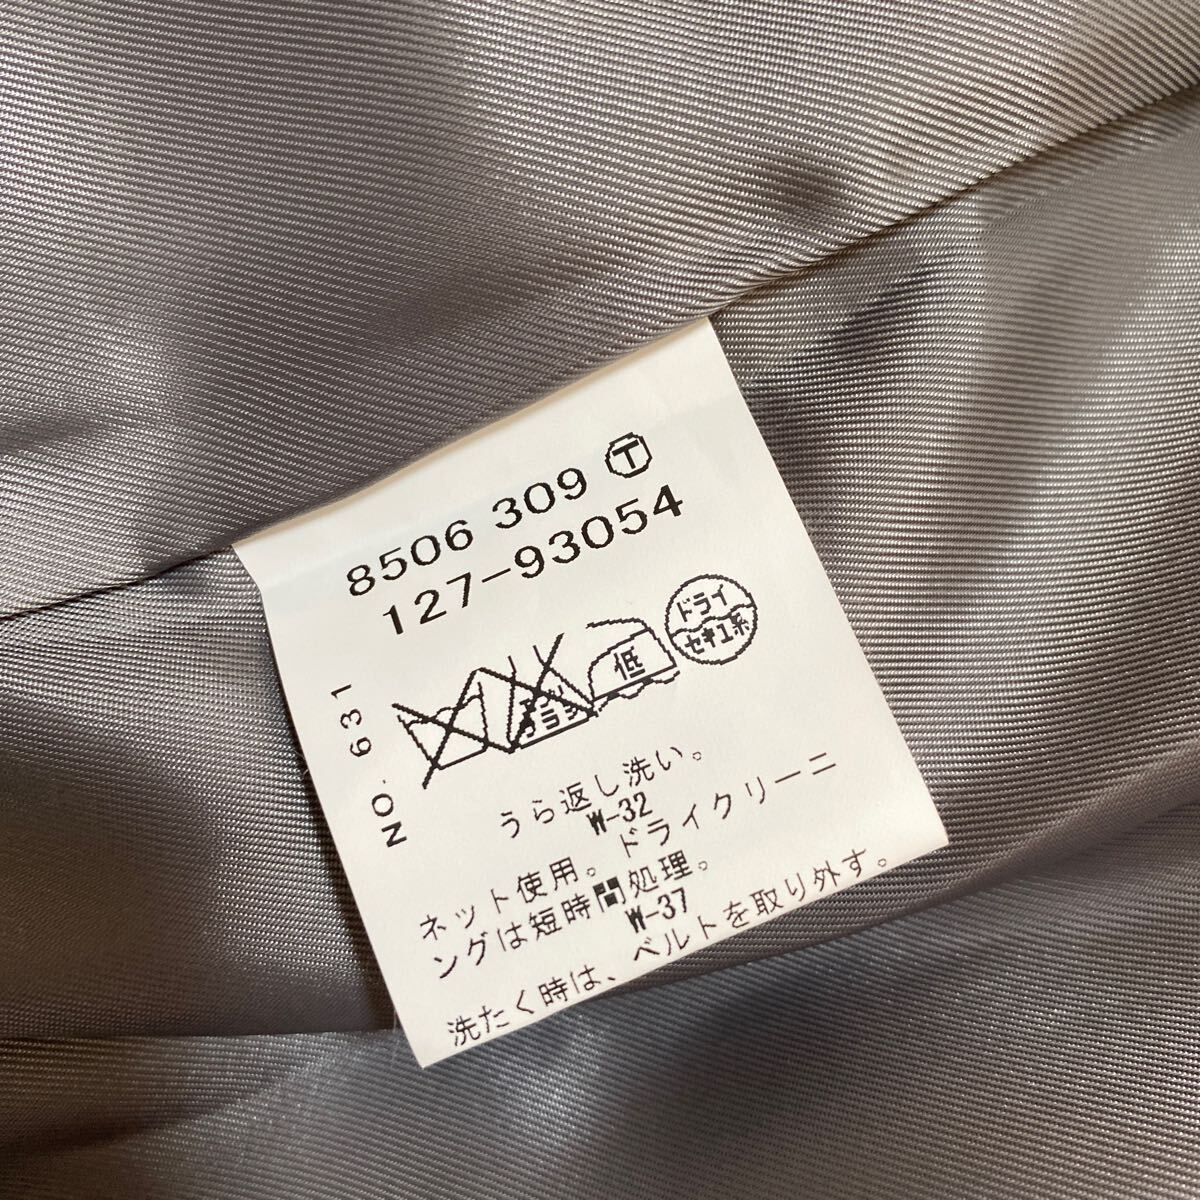 8506 309 Ⓣ
127-93054
低
ドライ
セキユ系
NO. 631
うら返し洗い。
W-32
ネット使用。ドライクリーニ
ングは短時間処理。
W-37
洗たく時は、ベルトを取り外す。